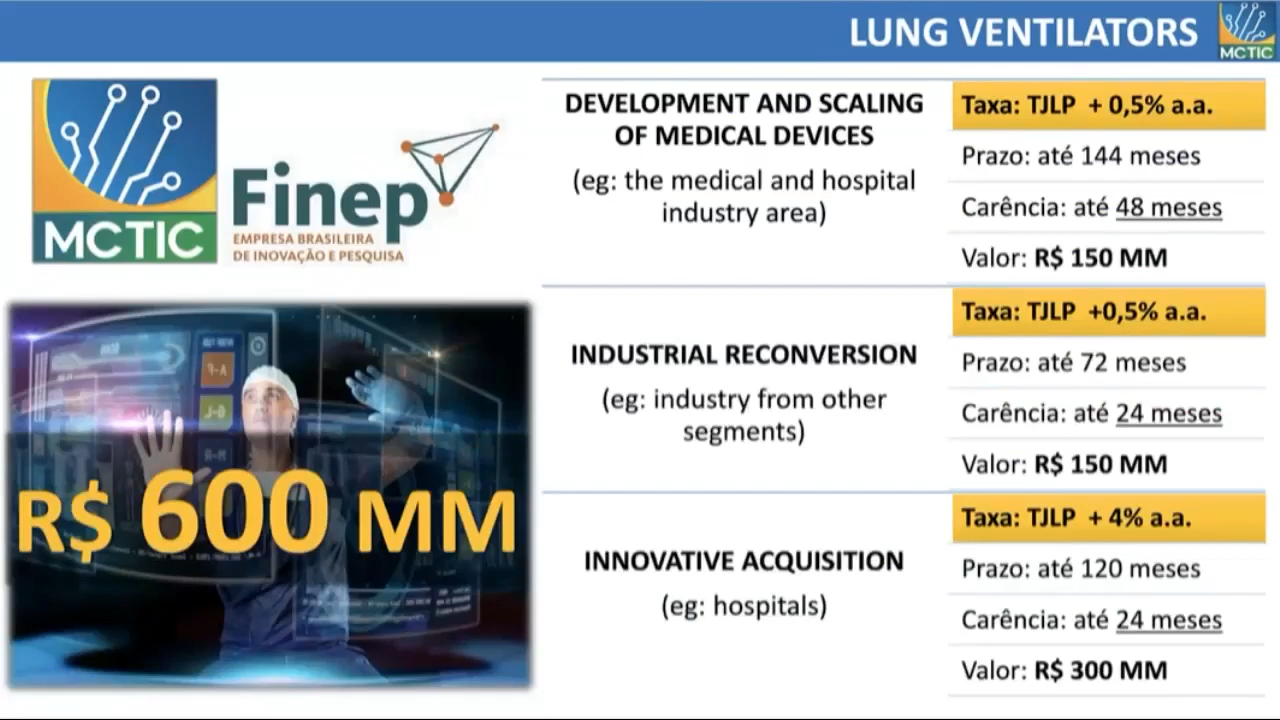 LUNG VENTILATORS
MCTIC
MCTIC
Finep
EMPRESA BRASILEIRA
DE INOVAÇÃO E PESQUISA
R$ 600 MM
DEVELOPMENT AND SCALING
OF MEDICAL DEVICES
(eg: the medical and hospital
industry area)
Taxa: TJLP + 0,5% a.a.
Prazo: até 144 meses
Carência: até 48 meses
Valor: R$ 150 MM
INDUSTRIAL RECONVERSION
(eg: industry from other
segments)
Taxa: TJLP +0,5% a.a.
Prazo: até 72 meses
Carência: até 24 meses
Valor: R$ 150 MM
INNOVATIVE ACQUISITION
(eg: hospitals)
Taxa: TJLP + 4% a.a.
Prazo: até 120 meses
Carência: até 24 meses
Valor: R$ 300 MM